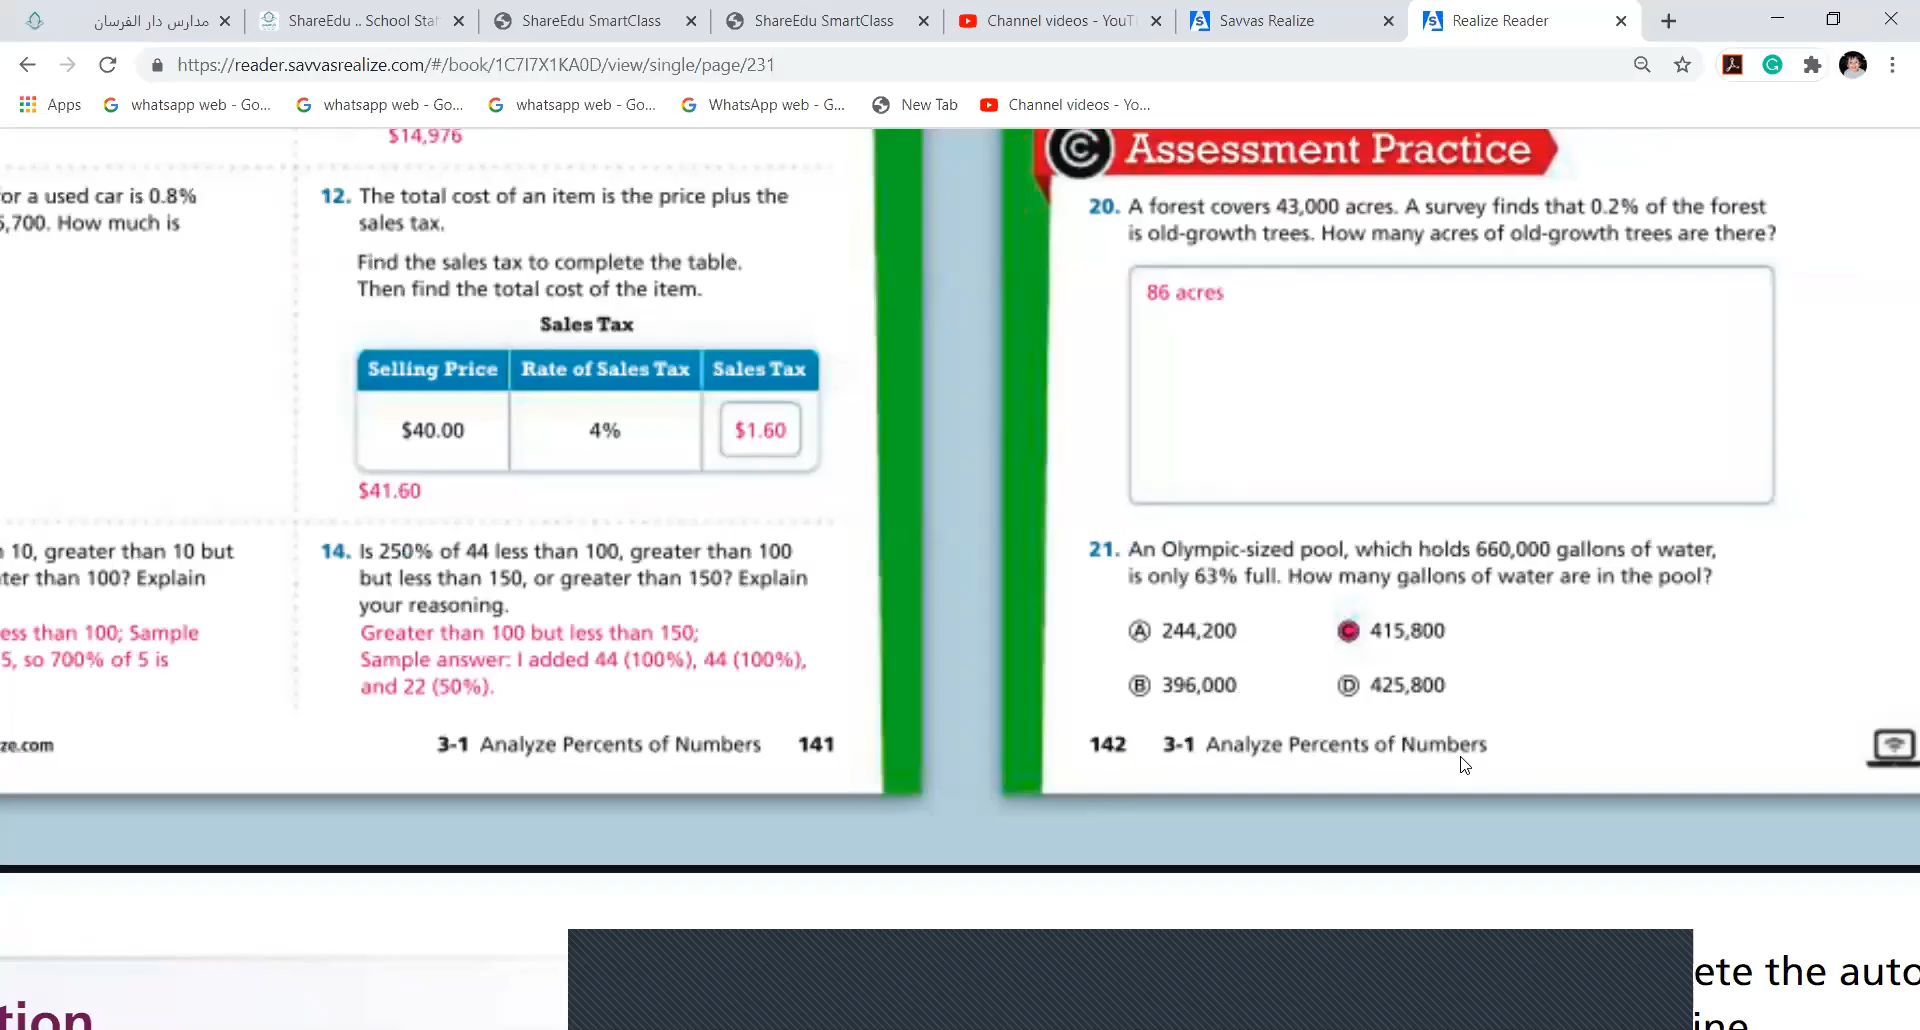 مدارس دار الفرسان
ShareEdu .. School Staf
ShareEdu SmartClass
ShareEdu SmartClass
Channel videos - YouT
Savvas Realize
Realize Reader
https://reader.savvasrealize.com/#/book/1C7I7X1KA0D/view/single/page/231
Apps
whatsapp web - Go...
whatsapp web - Go...
whatsapp web - Go...
WhatsApp web - G...
New Tab
Channel videos - Yo...
$14,976
or a used car is 0.8%
5,700. How much is
12. The total cost of an item is the price plus the
sales tax.
Find the sales tax to complete the table.
Then find the total cost of the item.
Sales Tax
Selling Price Rate of Sales Tax Sales Tax
$40.00 4% $1.60
$41.60
10, greater than 10 but
ter than 100? Explain
ess than 100; Sample
5, so 700% of 5 is
14. Is 250% of 44 less than 100, greater than 100
but less than 150, or greater than 150? Explain
your reasoning.
Greater than 100 but less than 150;
Sample answer: I added 44 (100%), 44 (100%),
and 22 (50%).
ze.com
3-1 Analyze Percents of Numbers 141
© Assessment Practice
20. A forest covers 43,000 acres. A survey finds that 0.2% of the forest
is old-growth trees. How many acres of old-growth trees are there?
86 acres
21. An Olympic-sized pool, which holds 660,000 gallons of water,
is only 63% full. How many gallons of water are in the pool?
Ⓐ 244,200 Ⓒ 415,800
Ⓑ 396,000 Ⓓ 425,800
142 3-1 Analyze Percents of Numbers
tion
ete the auto
ine